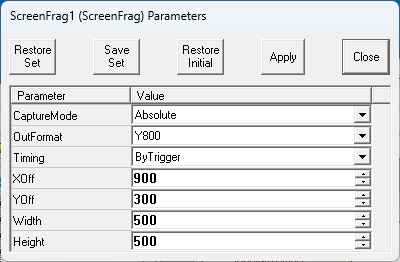 ScreenFrag1 (ScreenFrag) Parameters
Restore Set
Save Set
Restore Initial
Apply
Close
Parameter Value
CaptureMode Absolute
OutFormat Y800
Timing ByTrigger
XOff 900
YOff 300
Width 500
Height 500